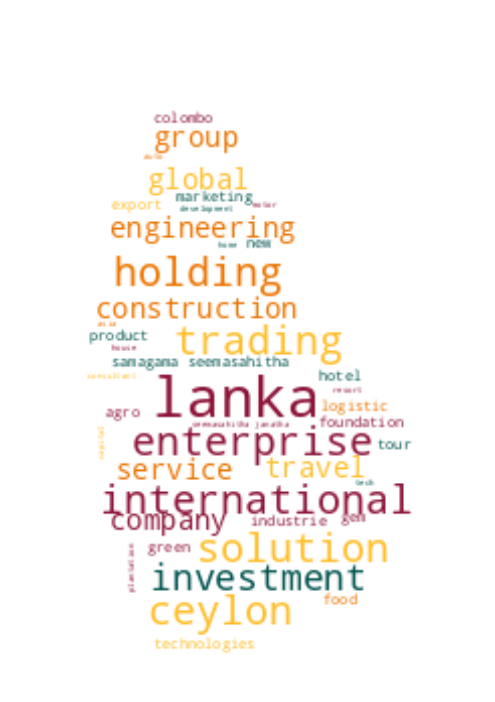 colombo
group
auto
global
marketing
export
motor
development
engineering
home new
holding
construction
asia
product
trading
house
samagama seemasahitha
consultant
hotel
lanka
resort
agro
logistic
seemasahitha janatha
foundation
capital
enterprise
tour
service
travel
tech
international
company
industrie
gem
green
solution
plantation
investment
food
ceylon
technologies